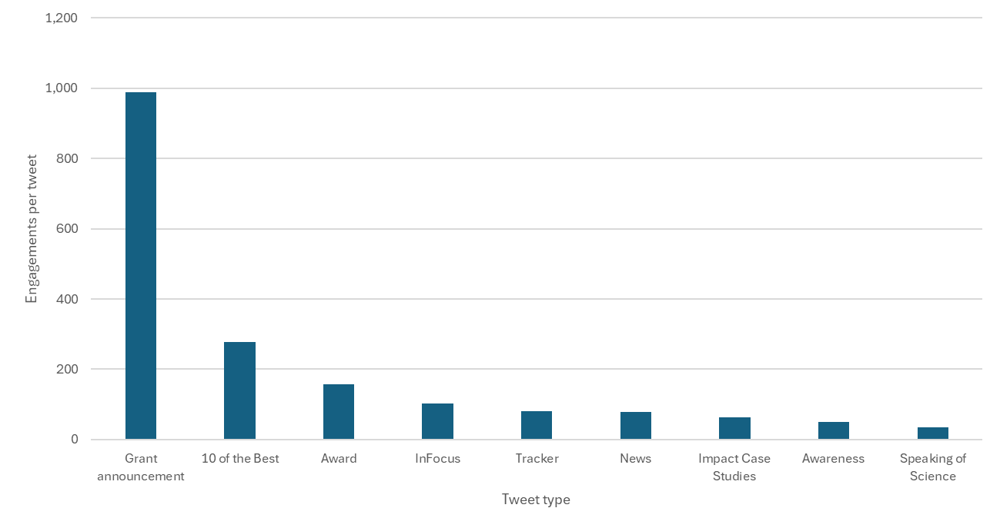 1,200
1,000
800
600
400
200
0
Engagements per tweet
Grant announcement
10 of the Best
Award
InFocus
Tracker
News
Impact Case Studies
Awareness
Speaking of Science
Tweet type